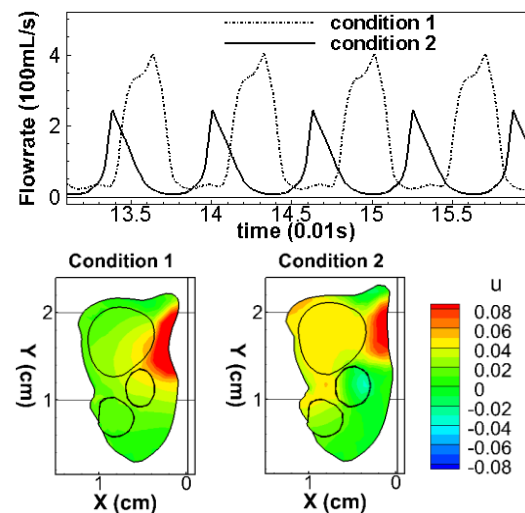 condition 1
condition 2
Flowrate (100mL/s)
4
2
0
13.5 14 14.5 15 15.5
time (0.01s)
Condition 1 Condition 2
u
2 2
1 1
Y (cm) Y (cm)
1 0 1 0
X (cm) X (cm)
0.08
0.06
0.04
0.02
0
-0.02
-0.04
-0.06
-0.08